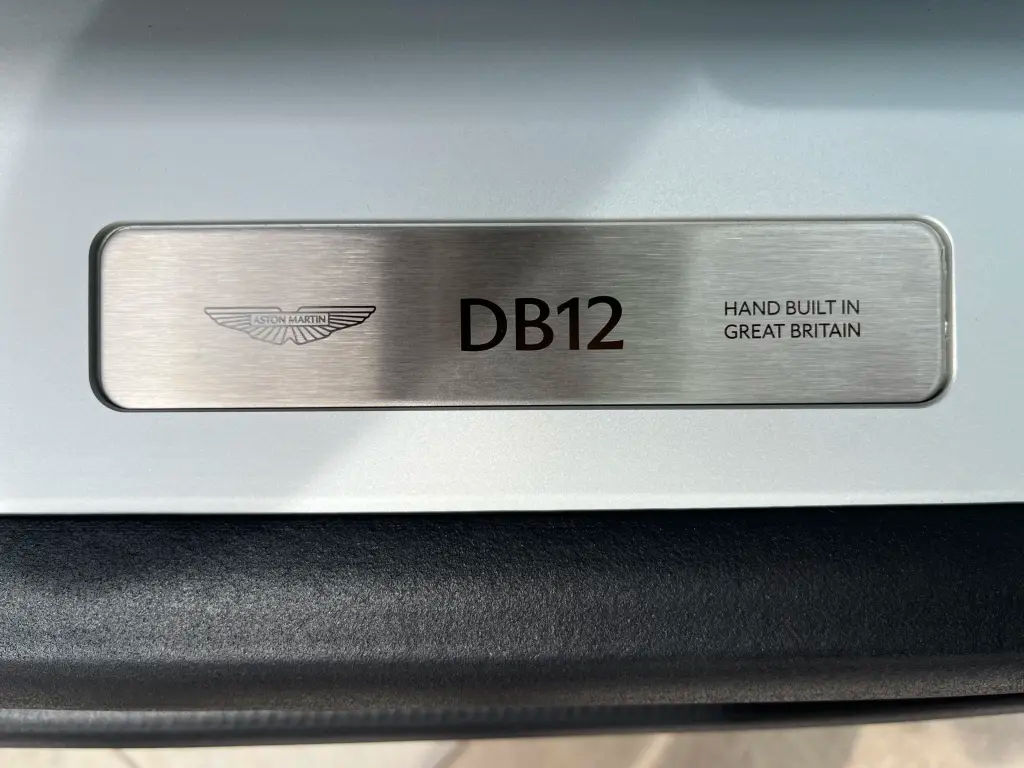 ASTON MARTIN
DB12
HAND BUILT IN
GREAT BRITAIN